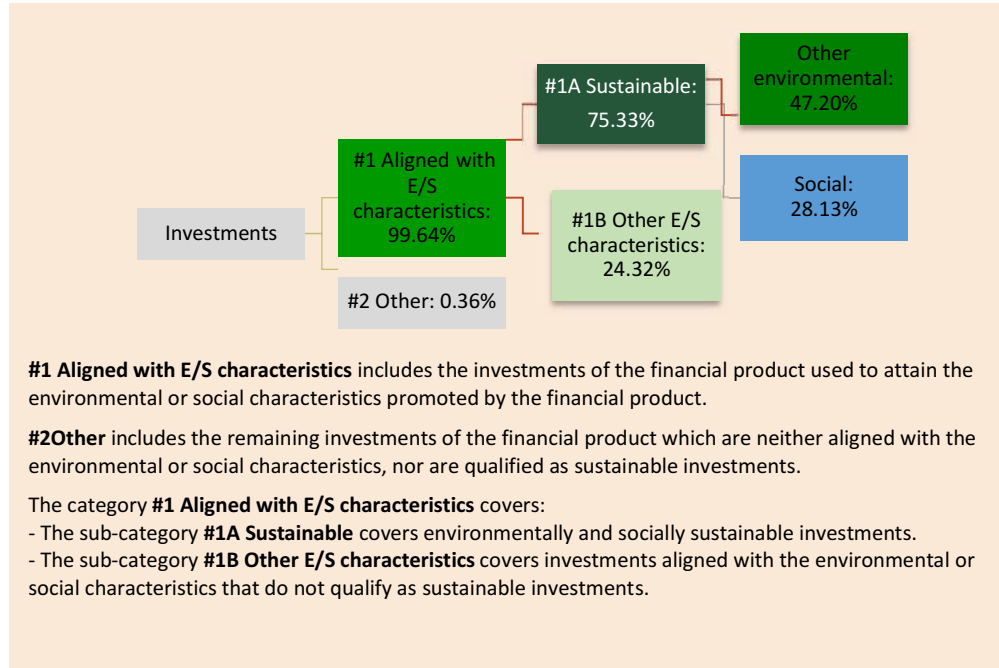 Investments
#1 Aligned with
E/S
characteristics:
99.64%
#2 Other: 0.36%
#1A Sustainable:
75.33%
#1B Other E/S
characteristics:
24.32%
Other
environmental:
47.20%
Social:
28.13%
#1 Aligned with E/S characteristics includes the investments of the financial product used to attain the
environmental or social characteristics promoted by the financial product.
#2Other includes the remaining investments of the financial product which are neither aligned with the
environmental or social characteristics, nor are qualified as sustainable investments.
The category #1 Aligned with E/S characteristics covers:
- The sub-category #1A Sustainable covers environmentally and socially sustainable investments.
- The sub-category #1B Other E/S characteristics covers investments aligned with the environmental or
social characteristics that do not qualify as sustainable investments.